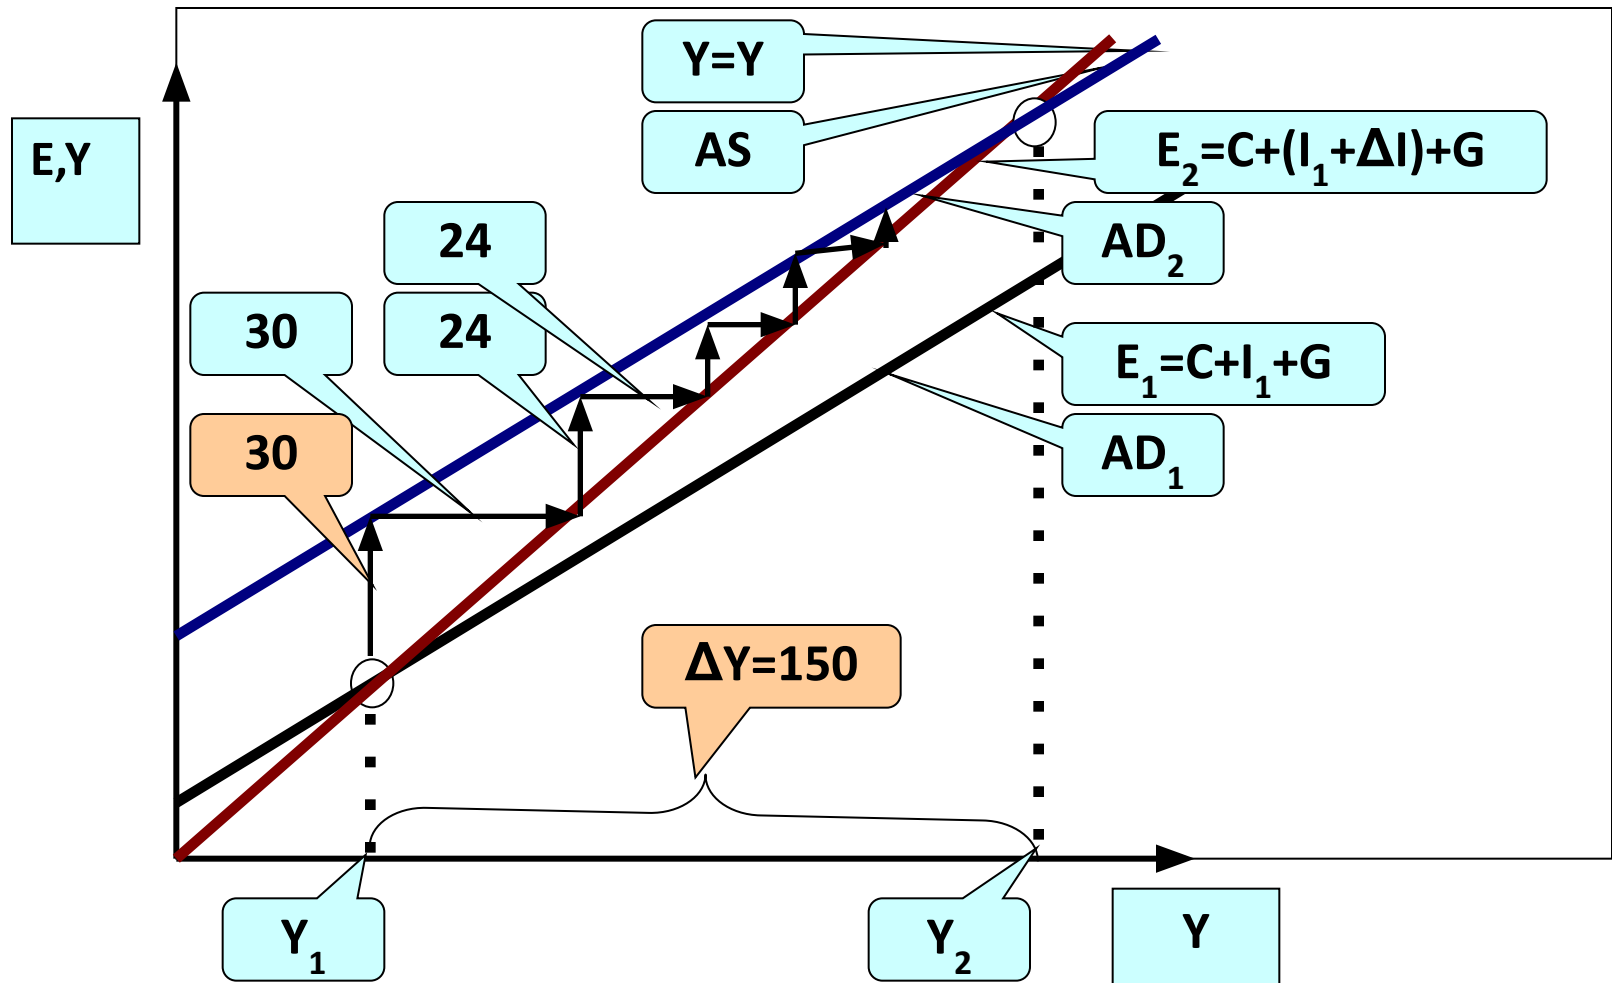 Y=Y
AS
E,Y
E₂=C+(I₁+ΔI)+G
24
AD₂
30
24
E₁=C+I₁+G
30
AD₁
ΔY=150
Y₁
Y₂
Y